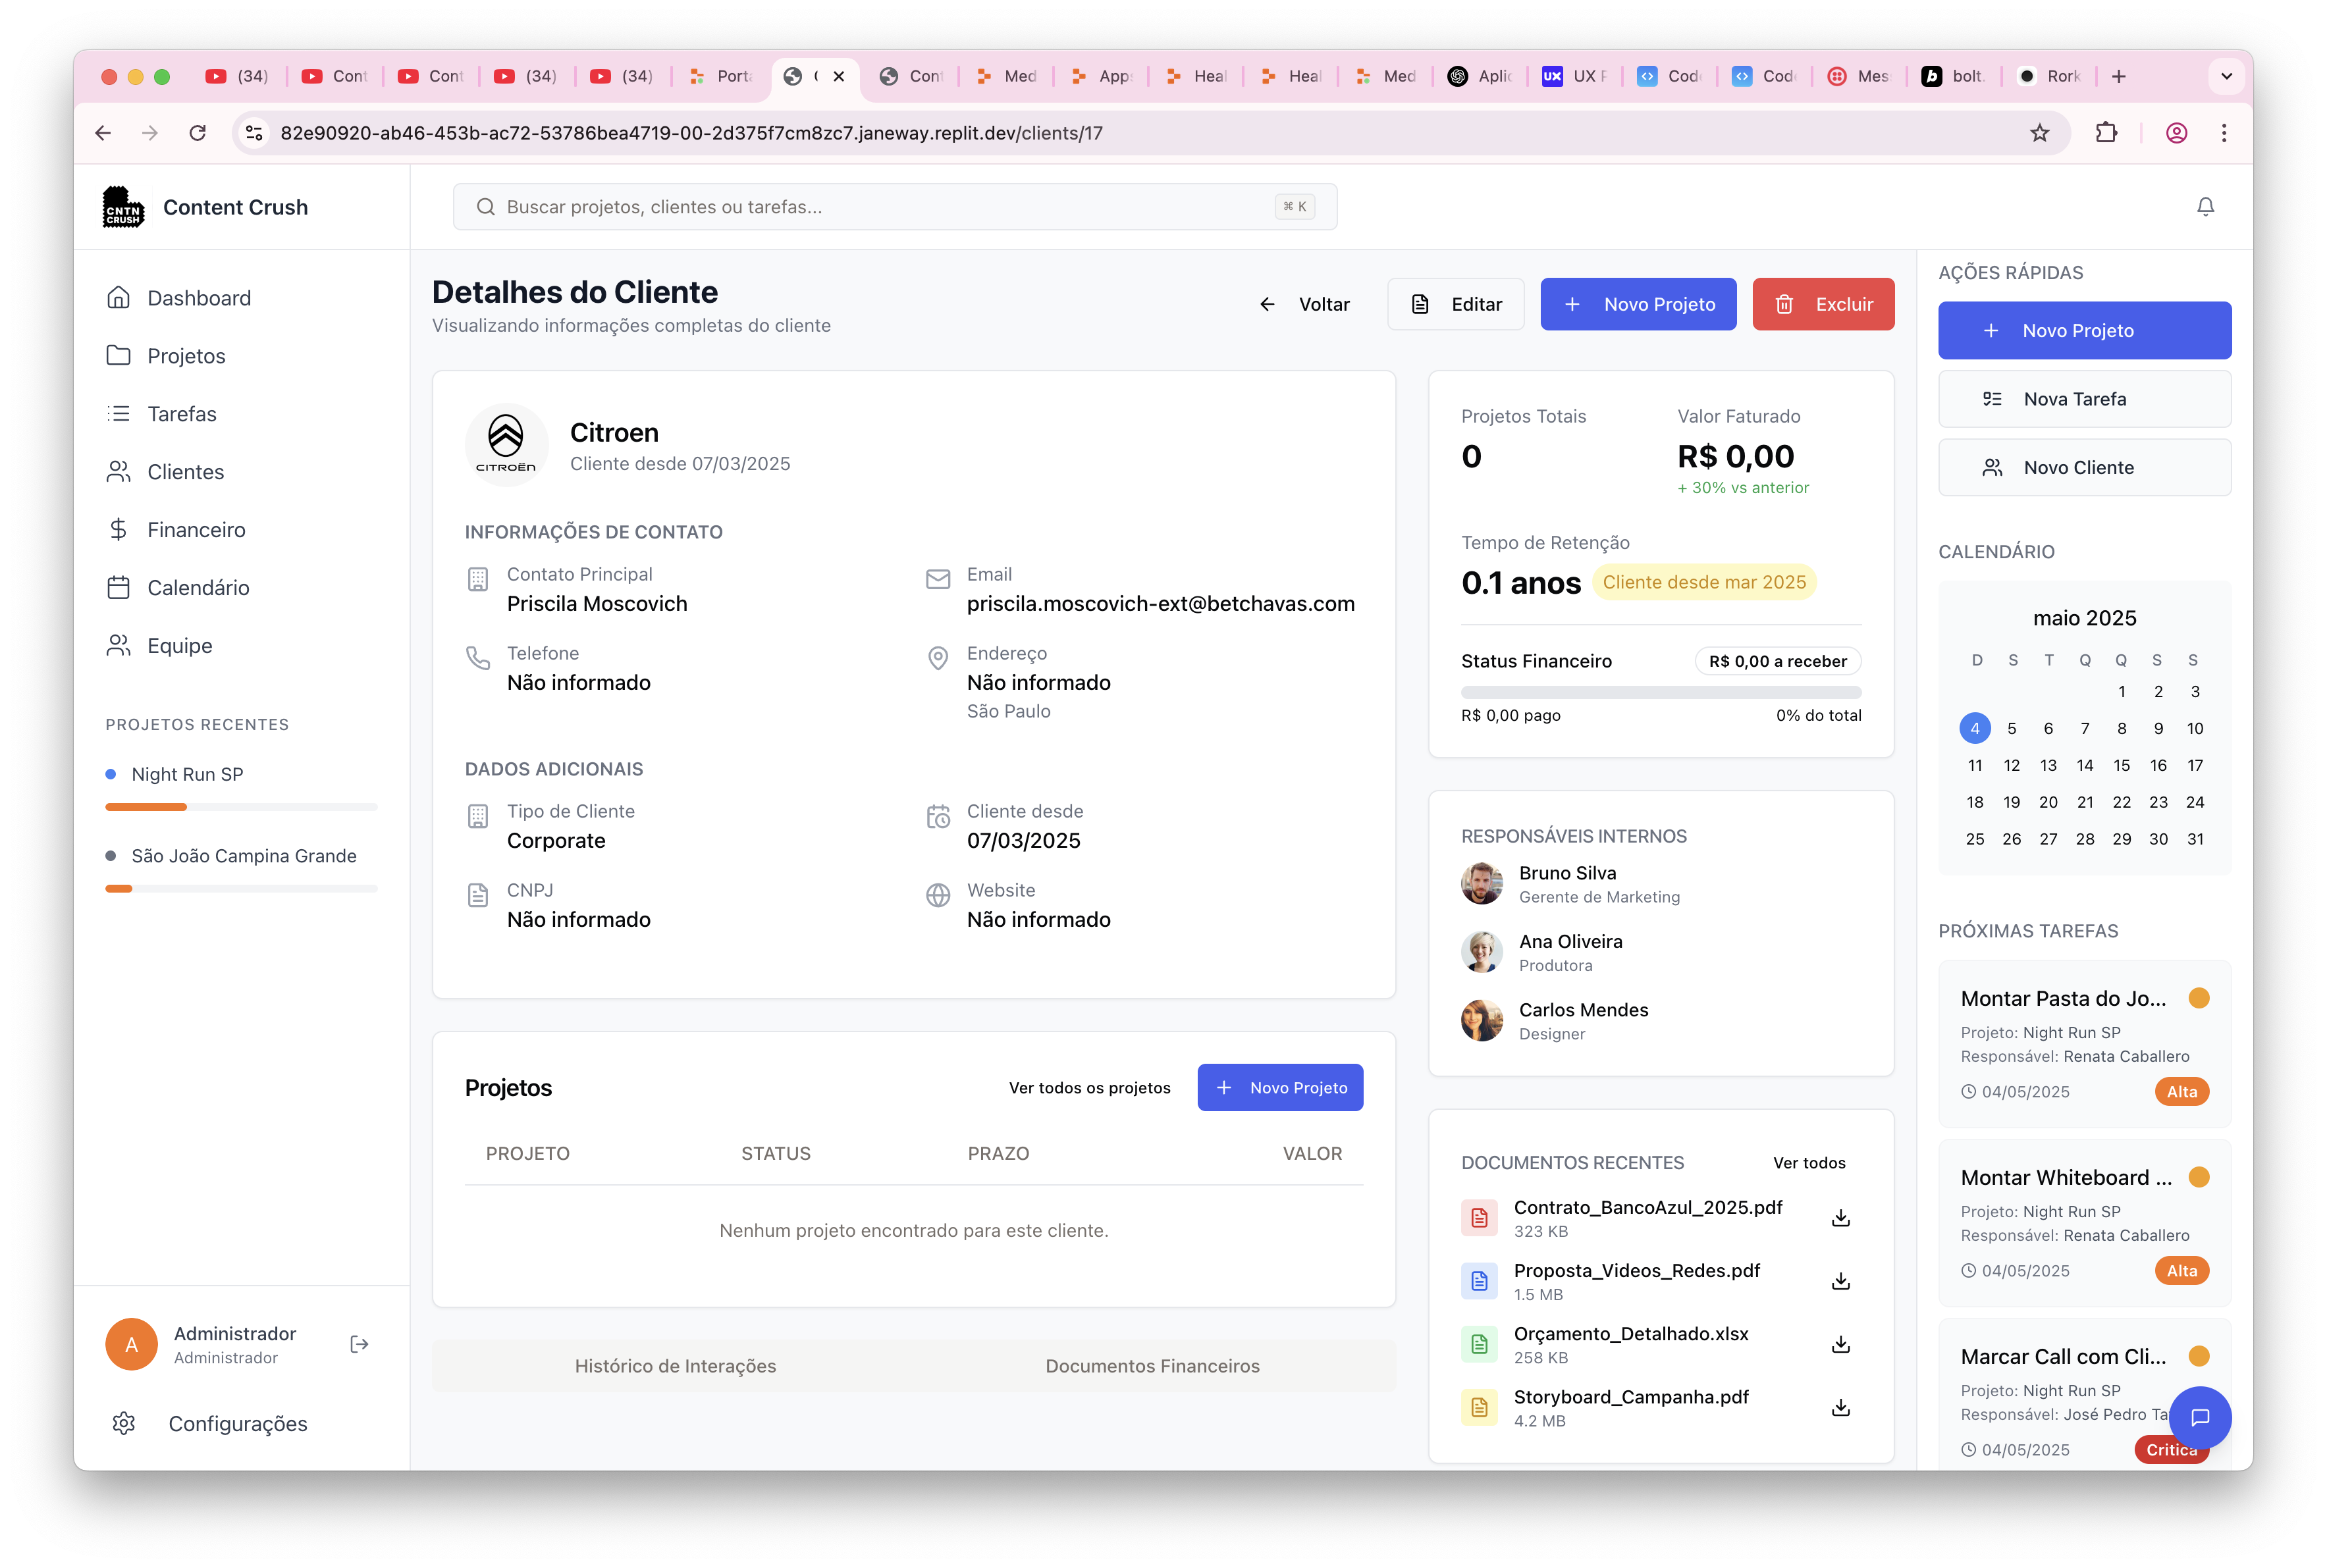 (34)
Cont
Cont
(34)
(34)
Porta
Cont
Med
Apps
Heal
Heal
Med
Aplic
UX
UX F
Code
Code
Mes
bolt.
Rork
82e90920-ab46-453b-ac72-53786bea4719-00-2d375f7cm8zc7.janeway.replit.dev/clients/17
CNTN
CRUSH
Content Crush
Buscar projetos, clientes ou tarefas...
⌘ K
Dashboard
Projetos
Tarefas
Clientes
Financeiro
Calendário
Equipe
PROJETOS RECENTES
Night Run SP
São João Campina Grande
A
Administrador
Administrador
Configurações
Detalhes do Cliente
Visualizando informações completas do cliente
Voltar
Editar
Novo Projeto
Excluir
CITROËN
Citroen
Cliente desde 07/03/2025
INFORMAÇÕES DE CONTATO
Contato Principal
Priscila Moscovich
Email
priscila.moscovich-ext@betchavas.com
Telefone
Não informado
Endereço
Não informado
São Paulo
DADOS ADICIONAIS
Tipo de Cliente
Corporate
Cliente desde
07/03/2025
CNPJ
Não informado
Website
Não informado
Projetos
Ver todos os projetos
Novo Projeto
PROJETO STATUS PRAZO VALOR
Nenhum projeto encontrado para este cliente.
Histórico de Interações
Documentos Financeiros
Projetos Totais
0
Valor Faturado
R$ 0,00
+ 30% vs anterior
Tempo de Retenção
0.1 anos
Cliente desde mar 2025
Status Financeiro
R$ 0,00 a receber
R$ 0,00 pago
0% do total
RESPONSÁVEIS INTERNOS
Bruno Silva
Gerente de Marketing
Ana Oliveira
Produtora
Carlos Mendes
Designer
DOCUMENTOS RECENTES
Ver todos
Contrato_BancoAzul_2025.pdf
323 KB
Proposta_Videos_Redes.pdf
1.5 MB
Orçamento_Detalhado.xlsx
258 KB
Storyboard_Campanha.pdf
4.2 MB
AÇÕES RÁPIDAS
Novo Projeto
Nova Tarefa
Novo Cliente
CALENDÁRIO
maio 2025
D S T Q Q S S
1 2 3
4 5 6 7 8 9 10
11 12 13 14 15 16 17
18 19 20 21 22 23 24
25 26 27 28 29 30 31
PRÓXIMAS TAREFAS
Montar Pasta do Jo...
Projeto: Night Run SP
Responsável: Renata Caballero
04/05/2025
Alta
Montar Whiteboard ...
Projeto: Night Run SP
Responsável: Renata Caballero
04/05/2025
Alta
Marcar Call com Cli...
Projeto: Night Run SP
Responsável: José Pedro Ta
04/05/2025
Critica